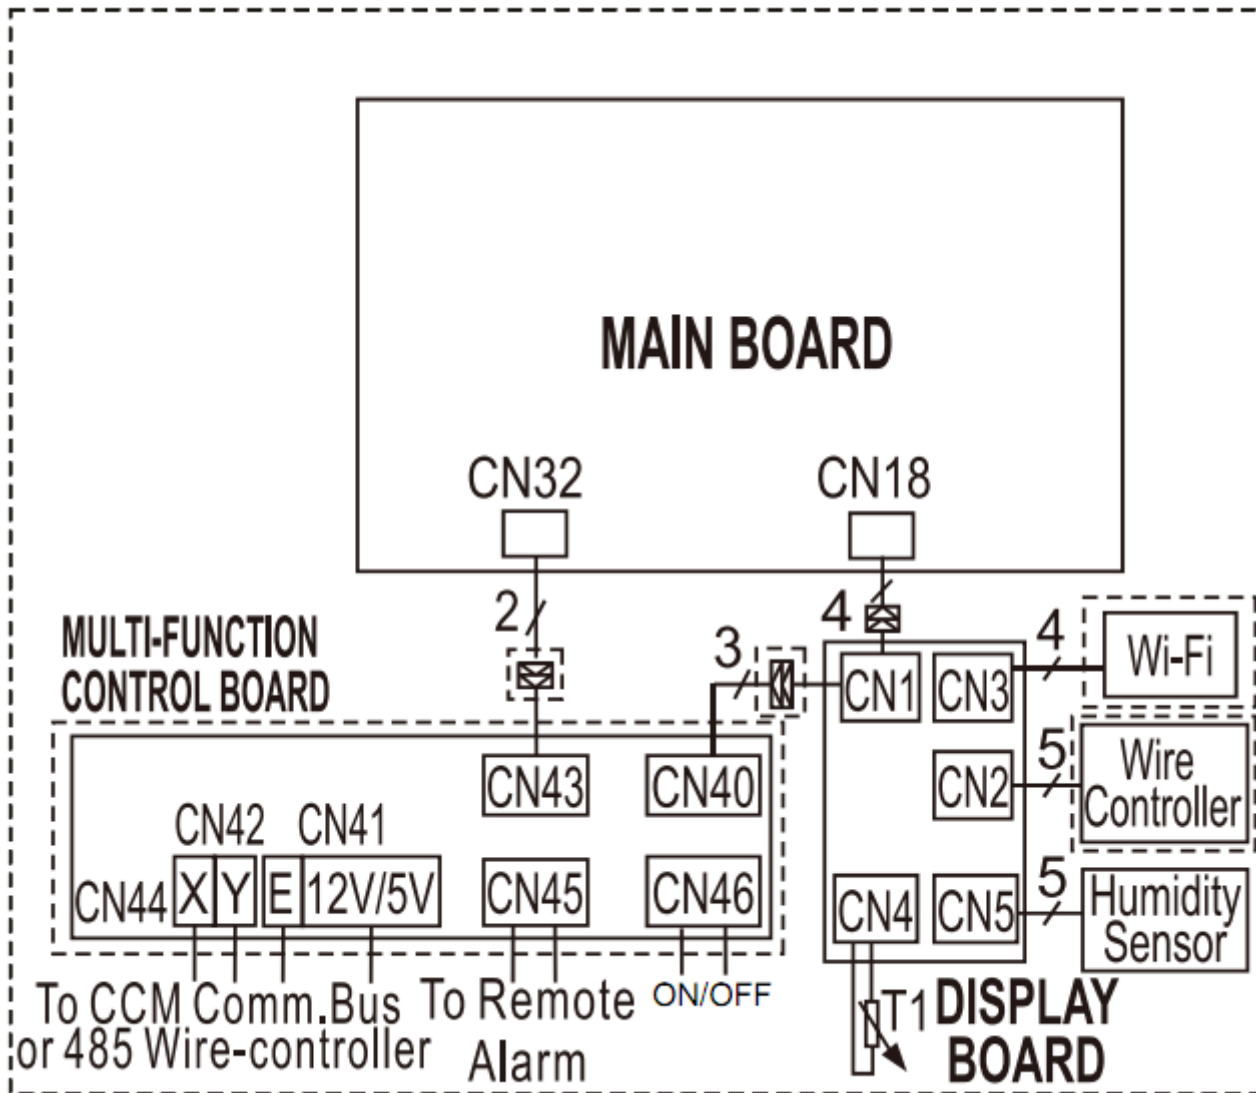 MAIN BOARD
CN32
CN18
2
4
MULTI-FUNCTION
CONTROL BOARD
3
CN1
CN3
4
Wi-Fi
CN2
5
Wire
Controller
CN43
CN40
CN42
CN41
CN44
X
Y
E
12V/5V
CN45
CN46
CN4
CN5
5
Humidity
Sensor
To CCM Comm.Bus
or 485 Wire-controller
To Remote
Alarm
ON/OFF
T1
DISPLAY
BOARD